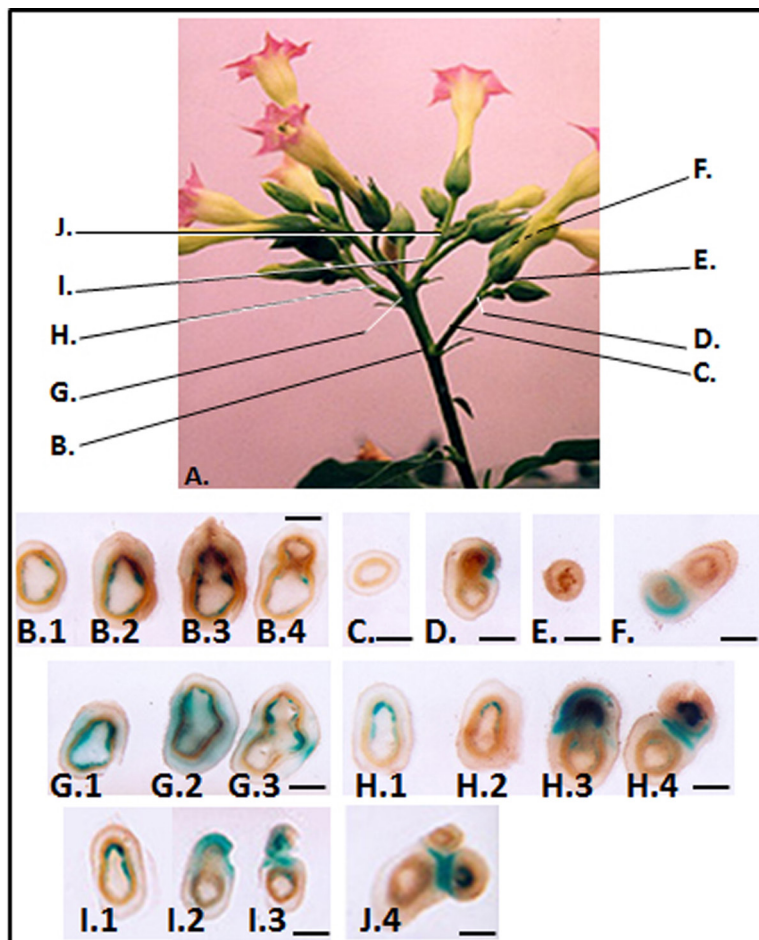 J.
I.
H.
G.
B.
F.
E.
D.
C.
A.
B.1 B.2 B.3 B.4 C. D. E. F.
G.1 G.2 G.3 H.1 H.2 H.3 H.4
I.1 I.2 I.3 J.4